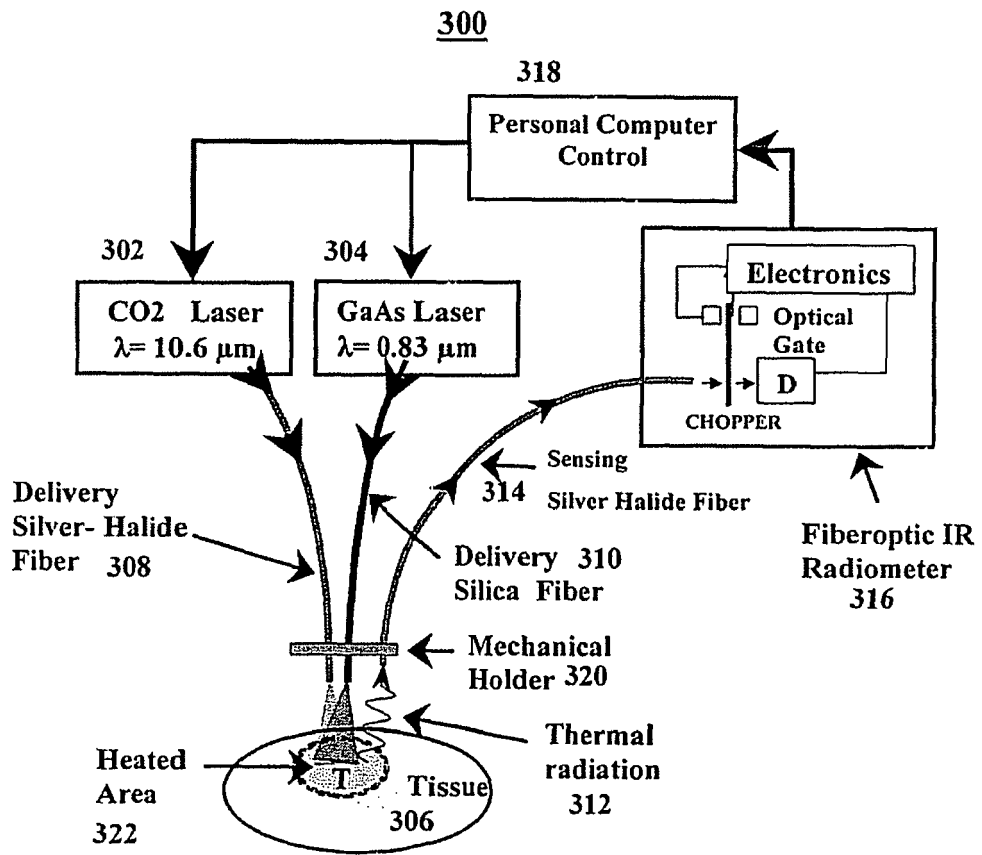 300
318
Personal Computer
Control
302
304
CO2 Laser
λ= 10.6 μm
GaAs Laser
λ= 0.83 μm
Electronics
Optical
Gate
D
CHOPPER
Sensing
314
Silver Halide Fiber
Delivery
Silver- Halide
Fiber 308
Delivery 310
Silica Fiber
Fiberoptic IR
Radiometer
316
Mechanical
Holder 320
Thermal
radiation
312
Heated
Area
322
T
Tissue
306